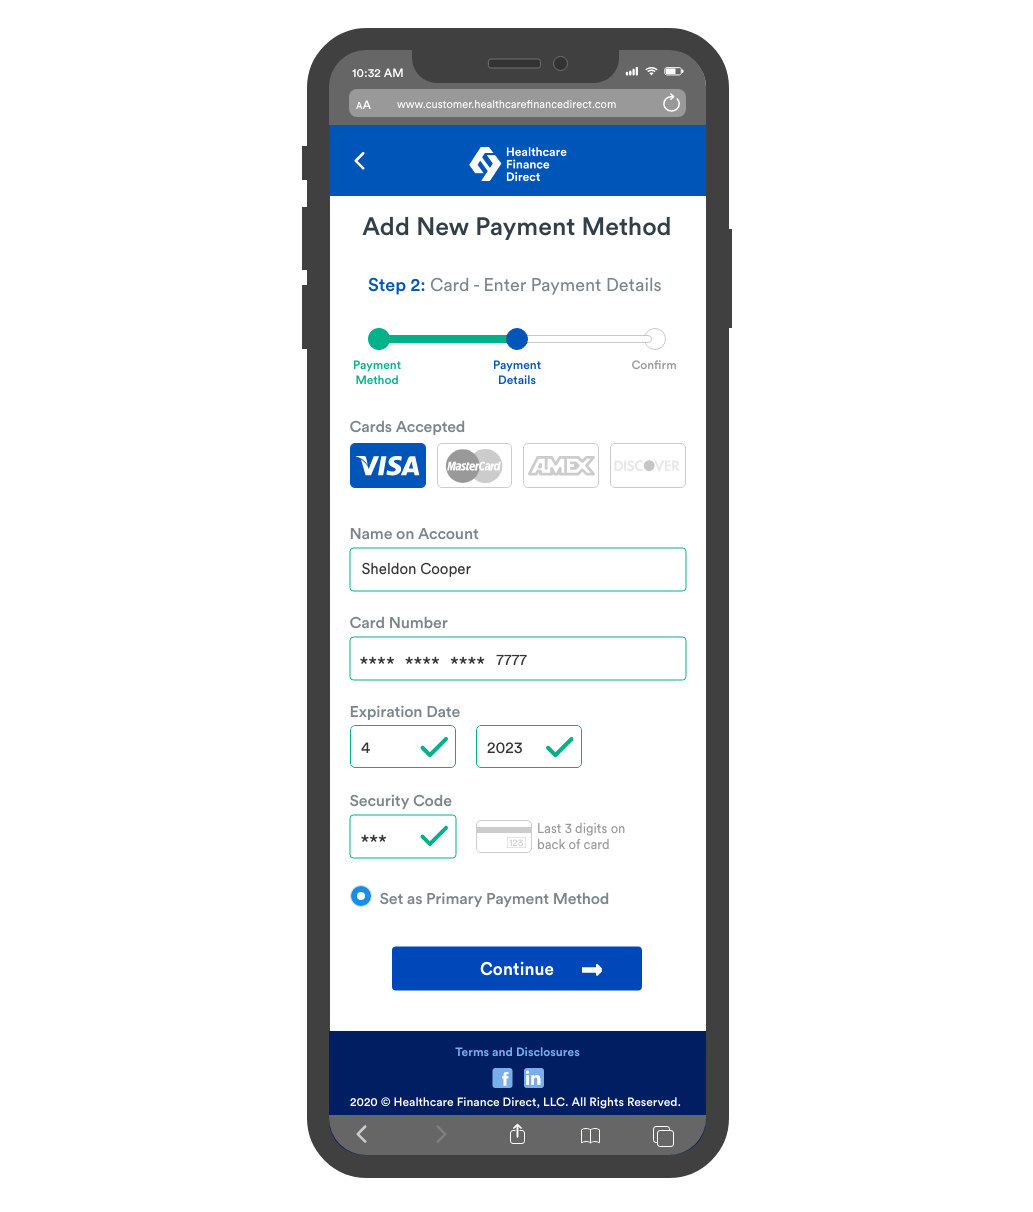 10:32 AM
AA www.customer.healthcarefinancedirect.com
Healthcare
Finance
Direct
Add New Payment Method
Step 2: Card - Enter Payment Details
Payment
Method
Payment
Details
Confirm
Cards Accepted
VISA MasterCard AMEX DISCOVER
Name on Account
Sheldon Cooper
Card Number
**** **** **** 7777
Expiration Date
4 2023
Security Code
***
123
Last 3 digits on
back of card
Set as Primary Payment Method
Continue
Terms and Disclosures
f in
2020 © Healthcare Finance Direct, LLC. All Rights Reserved.